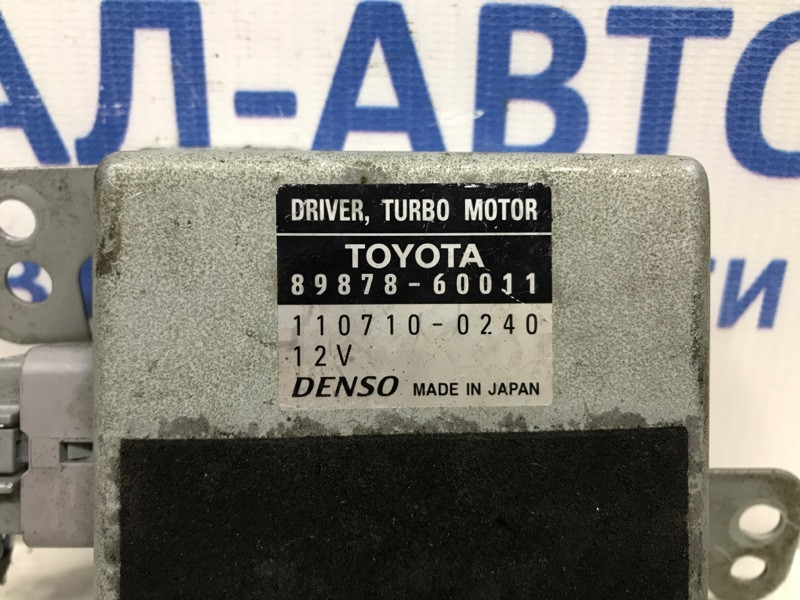 АЛ-АВТО
DRIVER, TURBO MOTOR
TOYOTA
89878-60011
110710-0240
12V
DENSO MADE IN JAPAN